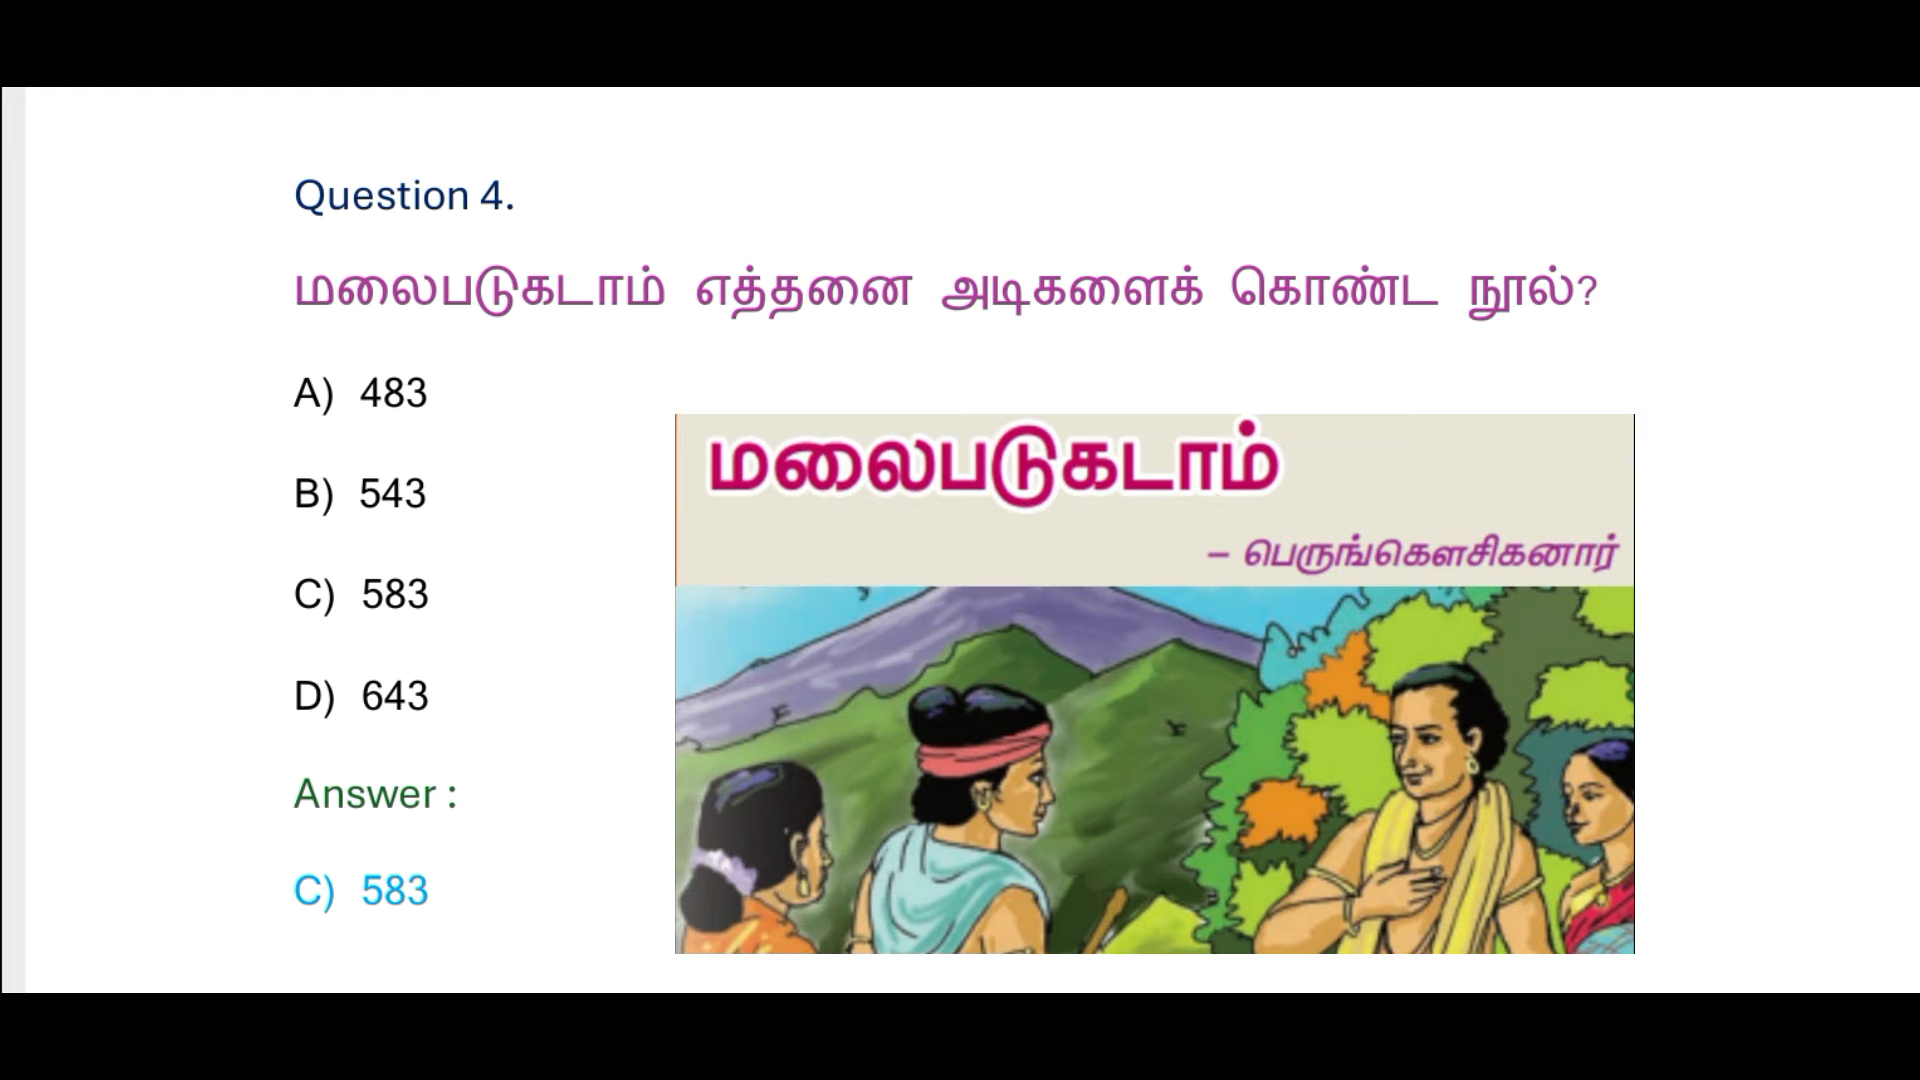 Question 4.
மலைபடுகடாம் எத்தனை அடிகளைக் கொண்ட நூல்?
A) 483
B) 543
C) 583
D) 643
Answer :
C) 583
மலைபடுகடாம்
– பெருங்கௌசிகனார்